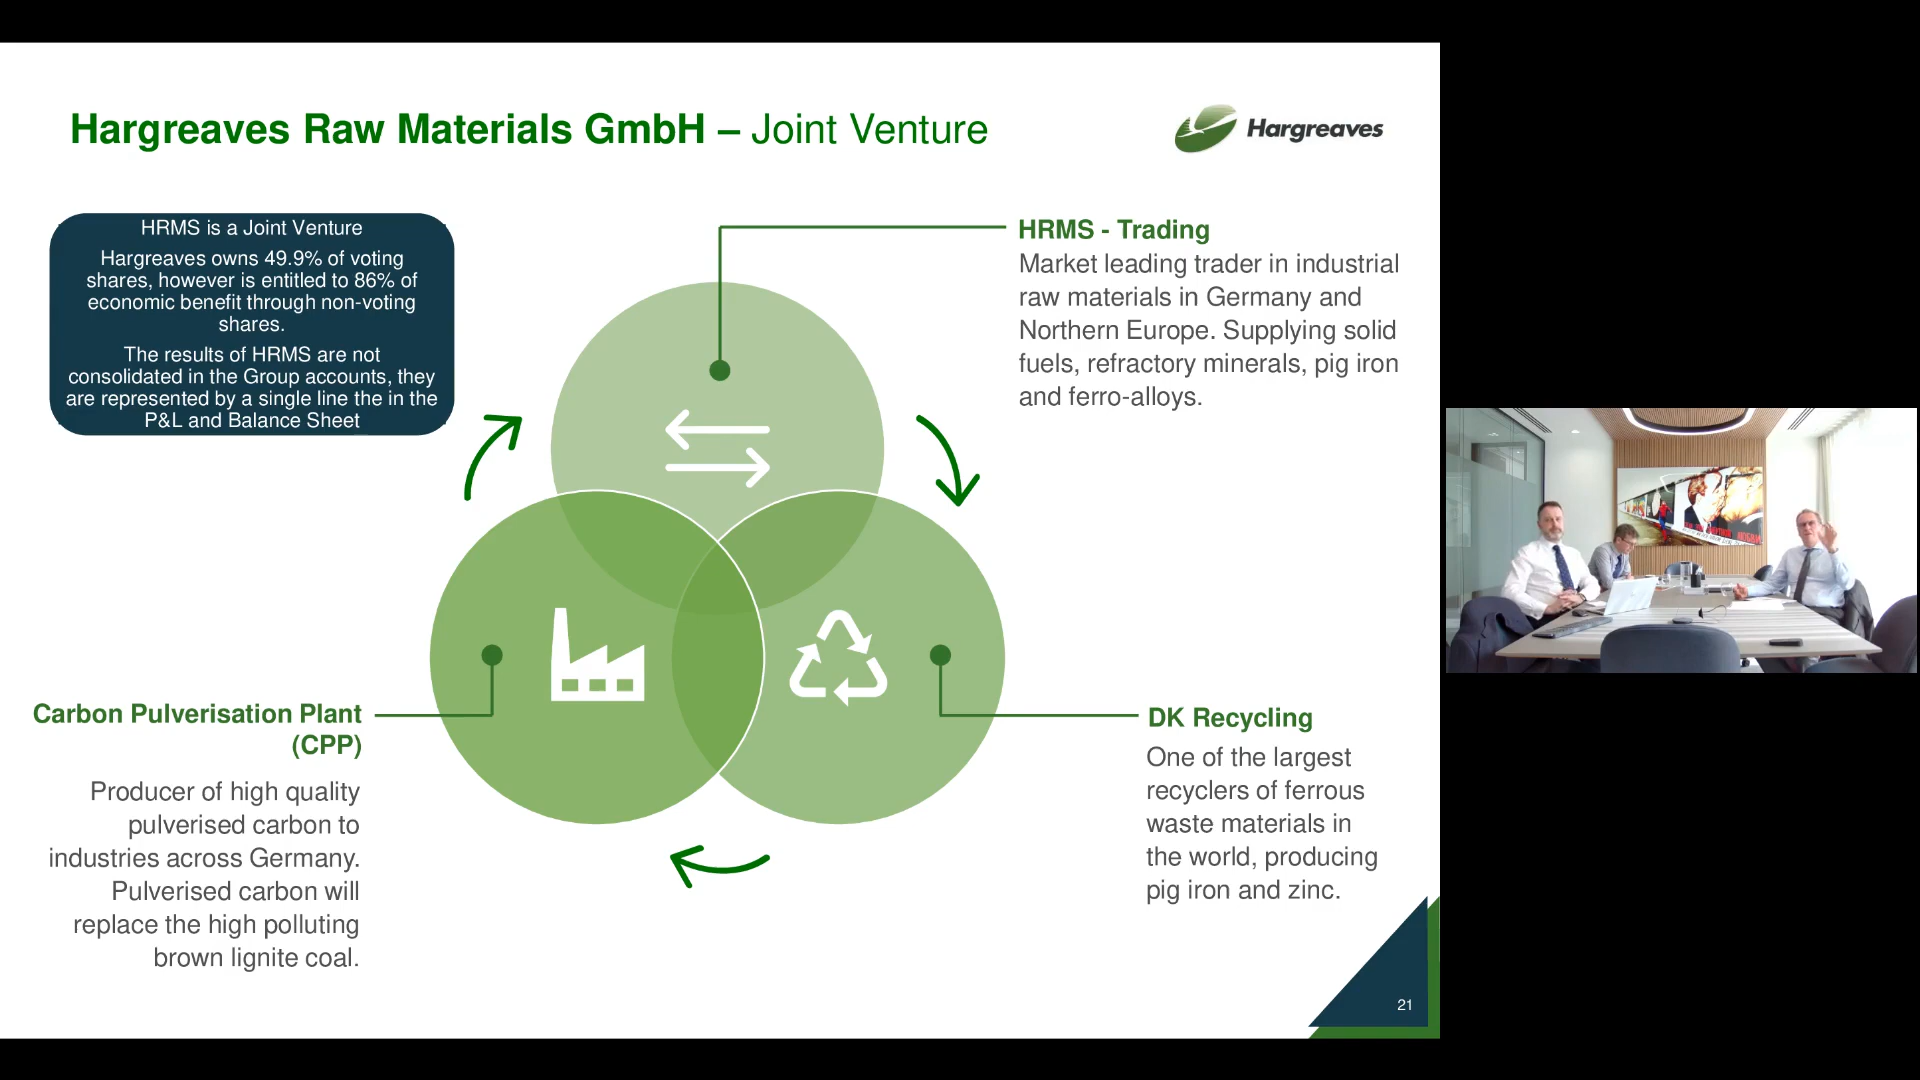 Hargreaves Raw Materials GmbH – Joint Venture
Hargreaves
HRMS is a Joint Venture
Hargreaves owns 49.9% of voting
shares, however is entitled to 86% of
economic benefit through non-voting
shares.
The results of HRMS are not
consolidated in the Group accounts, they
are represented by a single line the in the
P&L and Balance Sheet
HRMS - Trading
Market leading trader in industrial
raw materials in Germany and
Northern Europe. Supplying solid
fuels, refractory minerals, pig iron
and ferro-alloys.
Carbon Pulverisation Plant
(CPP)
Producer of high quality
pulverised carbon to
industries across Germany.
Pulverised carbon will
replace the high polluting
brown lignite coal.
DK Recycling
One of the largest
recyclers of ferrous
waste materials in
the world, producing
pig iron and zinc.
21